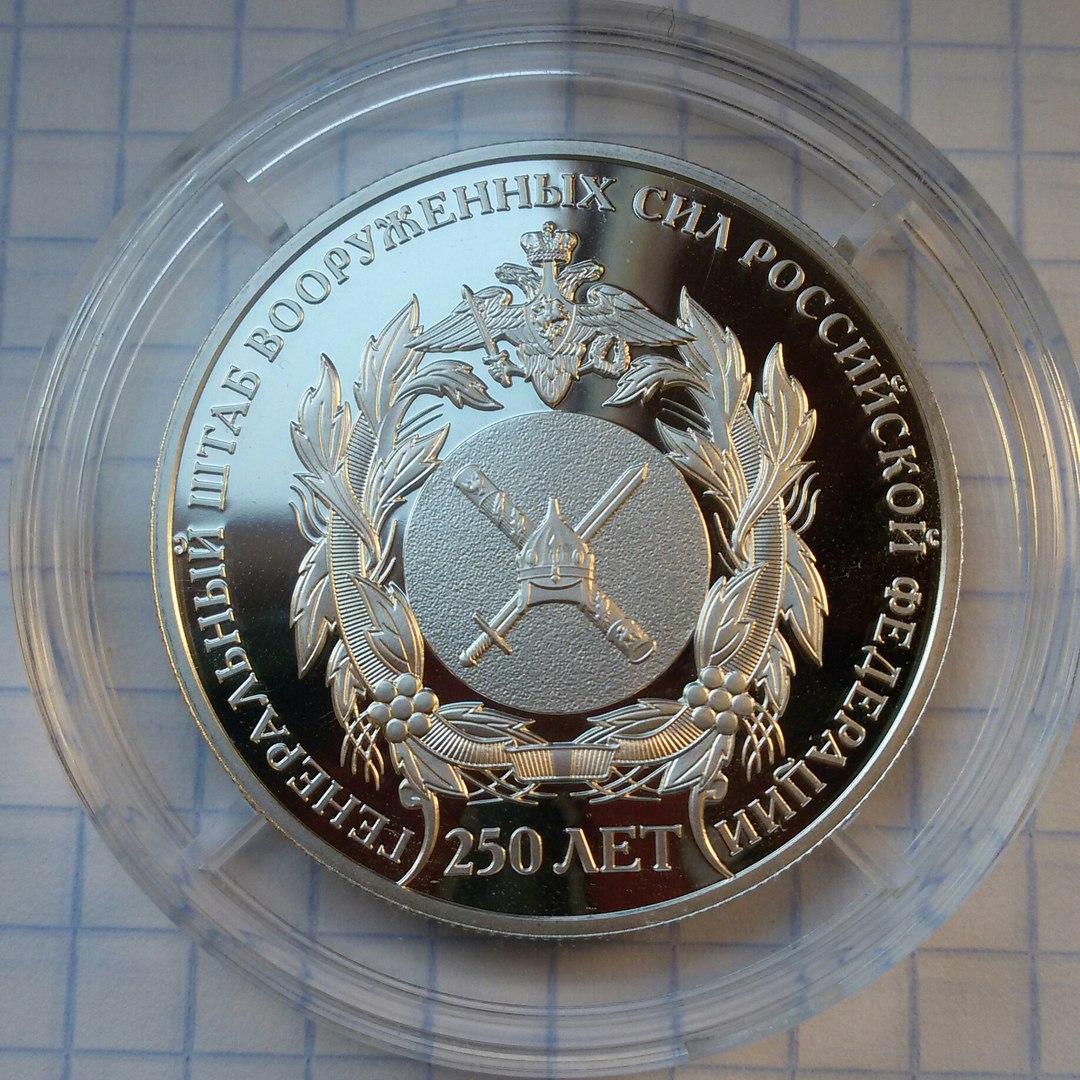 ГЕНЕРАЛЬНЫЙ ШТАБ ВООРУЖЕННЫХ СИЛ РОССИЙСКОЙ ФЕДЕРАЦИИ
250 ЛЕТ